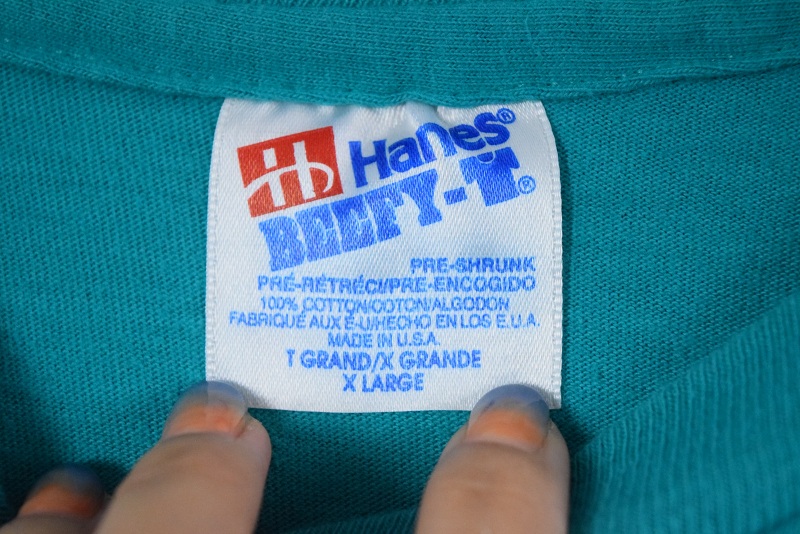 H Hanes®
BEEFY-T®
PRE-SHRUNK
PRÉ-RÉTRÉCI/PRE-ENCOGIDO
100% COTTON/COTON/ALGODON
FABRIQUÉ AUX É-U/HECHO EN LOS E.U.A.
MADE IN U.S.A.
T GRAND/X GRANDE
X LARGE